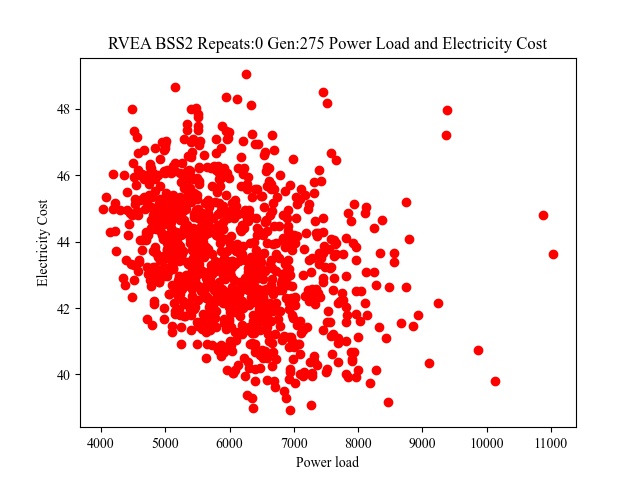 RVEA BSS2 Repeats:0 Gen:275 Power Load and Electricity Cost
48
46
44
42
40
Electricity Cost
4000 5000 6000 7000 8000 9000 10000 11000
Power load